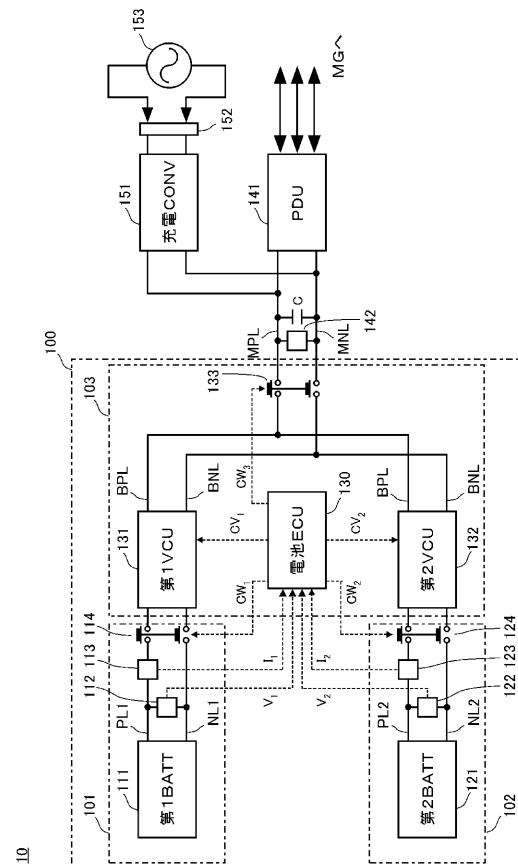 10
100
101
111
第1BATT
PL1
NL1
112
113
114
103
131
第1VCU
BPL
BNL
CV₁
CW₁
CW₃
130
電池ECU
I₁
V₁
I₂
V₂
CW₂
CV₂
102
121
第2BATT
PL2
NL2
122
123
124
132
第2VCU
BPL
BNL
133
MPL
MNL
C
142
141
PDU
MGへ
151
充電CONV
152
153